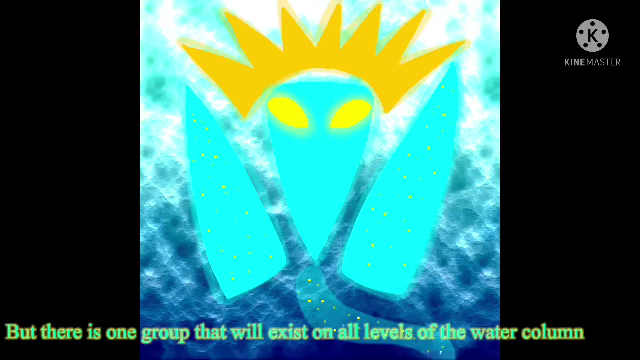 K
KINEMASTER
But there is one group that will exist on all levels of the water column